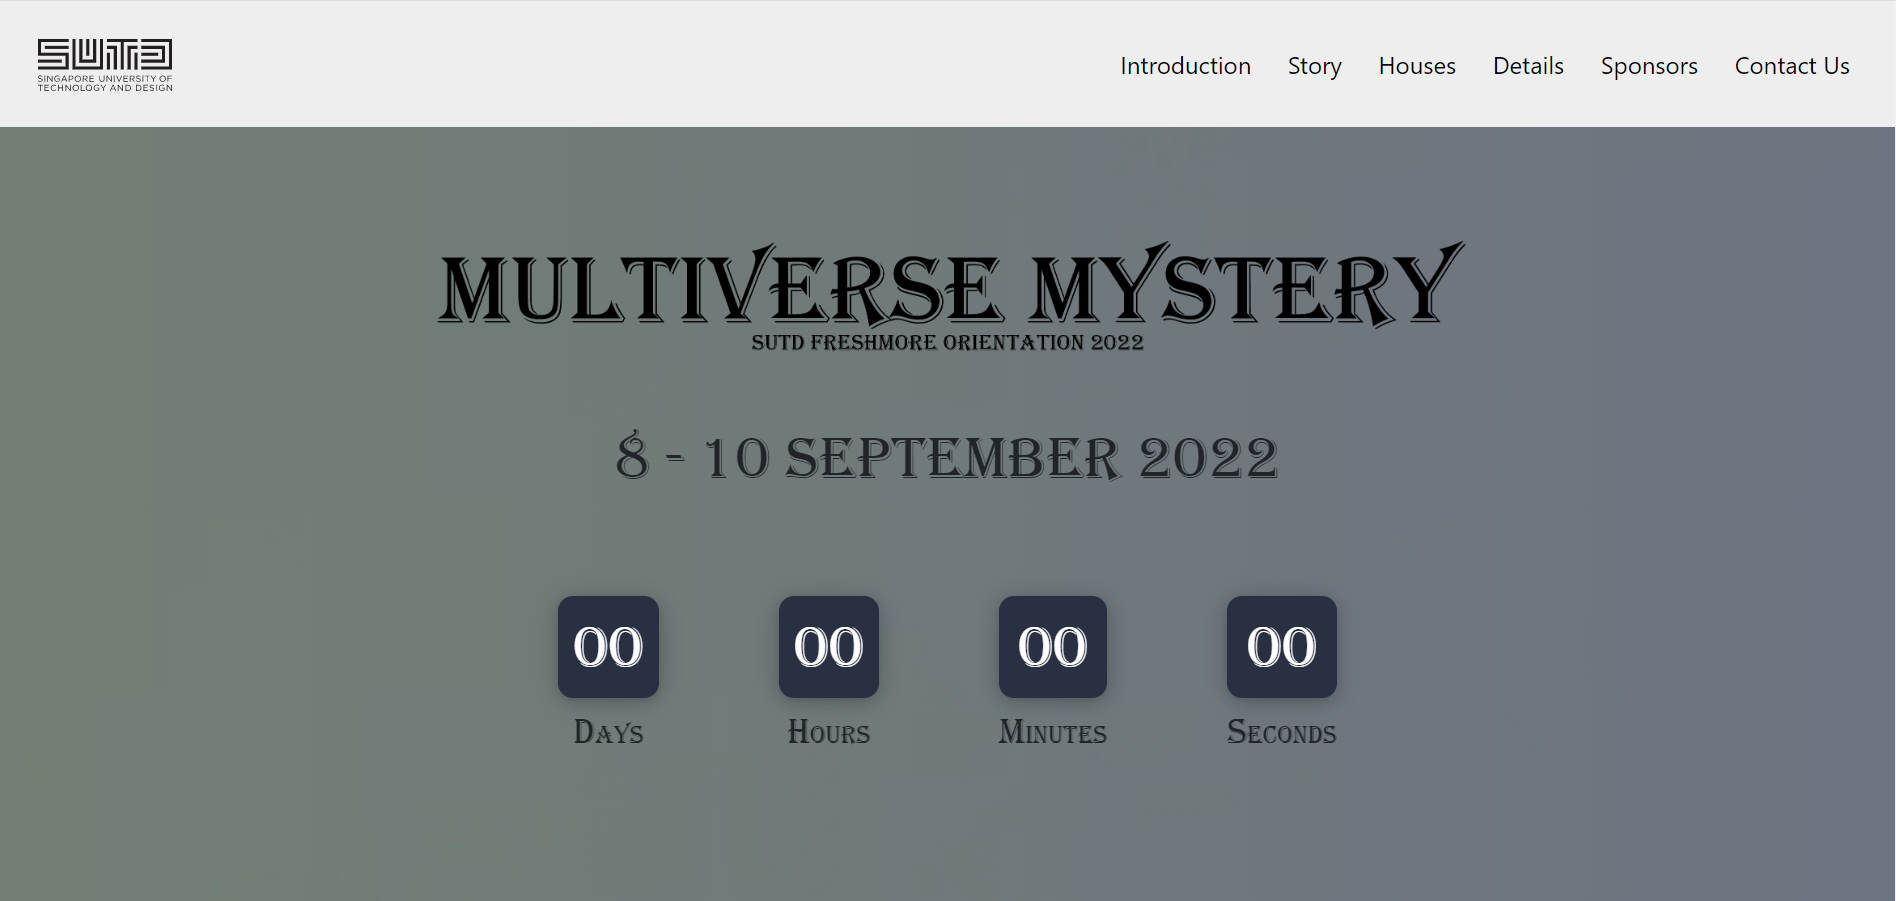 SUTD
SINGAPORE UNIVERSITY OF
TECHNOLOGY AND DESIGN
Introduction Story Houses Details Sponsors Contact Us
MULTIVERSE MYSTERY
SUTD FRESHMORE ORIENTATION 2022
8 - 10 SEPTEMBER 2022
00 00 00 00
Days Hours Minutes Seconds